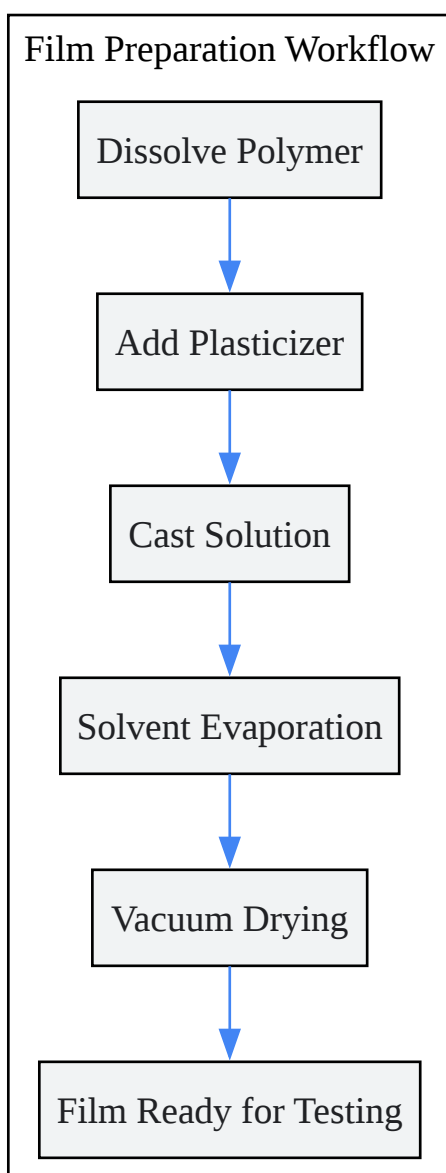 Film Preparation Workflow
Dissolve Polymer
Add Plasticizer
Cast Solution
Solvent Evaporation
Vacuum Drying
Film Ready for Testing